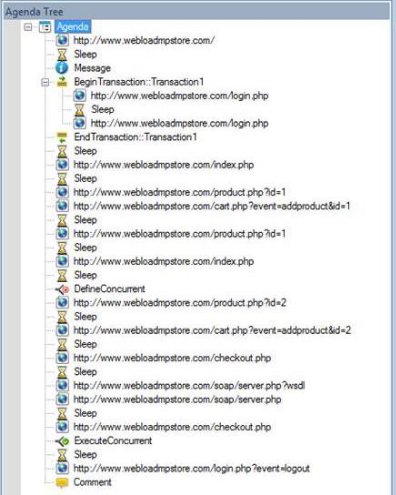 Agenda Tree
Agenda
http://www.webloadmpstore.com/
Sleep
Message
BeginTransaction::Transaction1
http://www.webloadmpstore.com/login.php
Sleep
http://www.webloadmpstore.com/login.php
EndTransaction::Transaction1
Sleep
http://www.webloadmpstore.com/index.php
Sleep
http://www.webloadmpstore.com/product.php?id=1
http://www.webloadmpstore.com/cart.php?event=addproduct&id=1
Sleep
http://www.webloadmpstore.com/product.php?id=1
Sleep
http://www.webloadmpstore.com/index.php
Sleep
DefineConcurrent
http://www.webloadmpstore.com/product.php?id=2
Sleep
http://www.webloadmpstore.com/cart.php?event=addproduct&id=2
Sleep
http://www.webloadmpstore.com/checkout.php
Sleep
http://www.webloadmpstore.com/soap/server.php?wsdl
http://www.webloadmpstore.com/soap/server.php
Sleep
http://www.webloadmpstore.com/checkout.php
ExecuteConcurrent
Sleep
http://www.webloadmpstore.com/login.php?event=logout
Comment